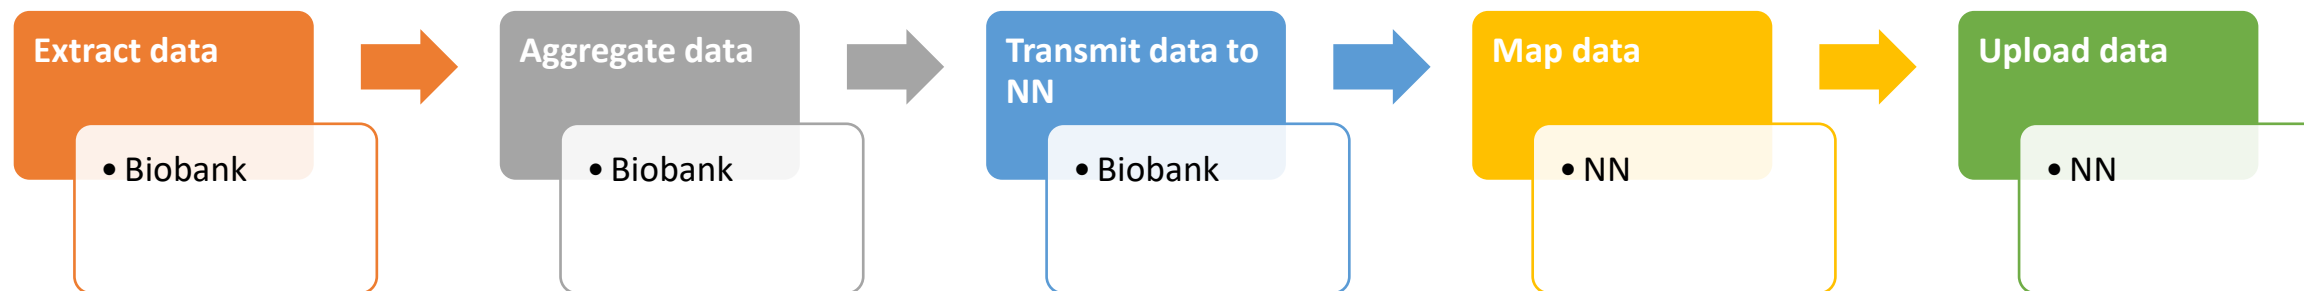 Extract data
• Biobank
Aggregate data
• Biobank
Transmit data to
NN
• Biobank
Map data
• NN
Upload data
• NN